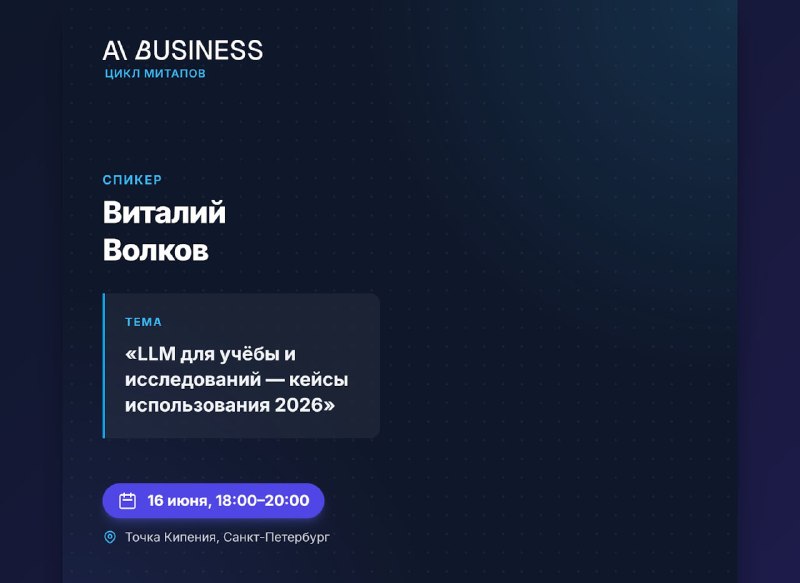 AI BUSINESS
ЦИКЛ МИТАПОВ
СПИКЕР
Виталий
Волков
ТЕМА
«LLM для учёбы и
исследований — кейсы
использования 2026»
16 июня, 18:00–20:00
Точка Кипения, Санкт-Петербург